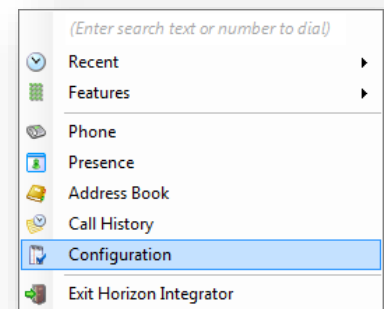 (Enter search text or number to dial)
Recent
Features
Phone
Presence
Address Book
Call History
Configuration
Exit Horizon Integrator